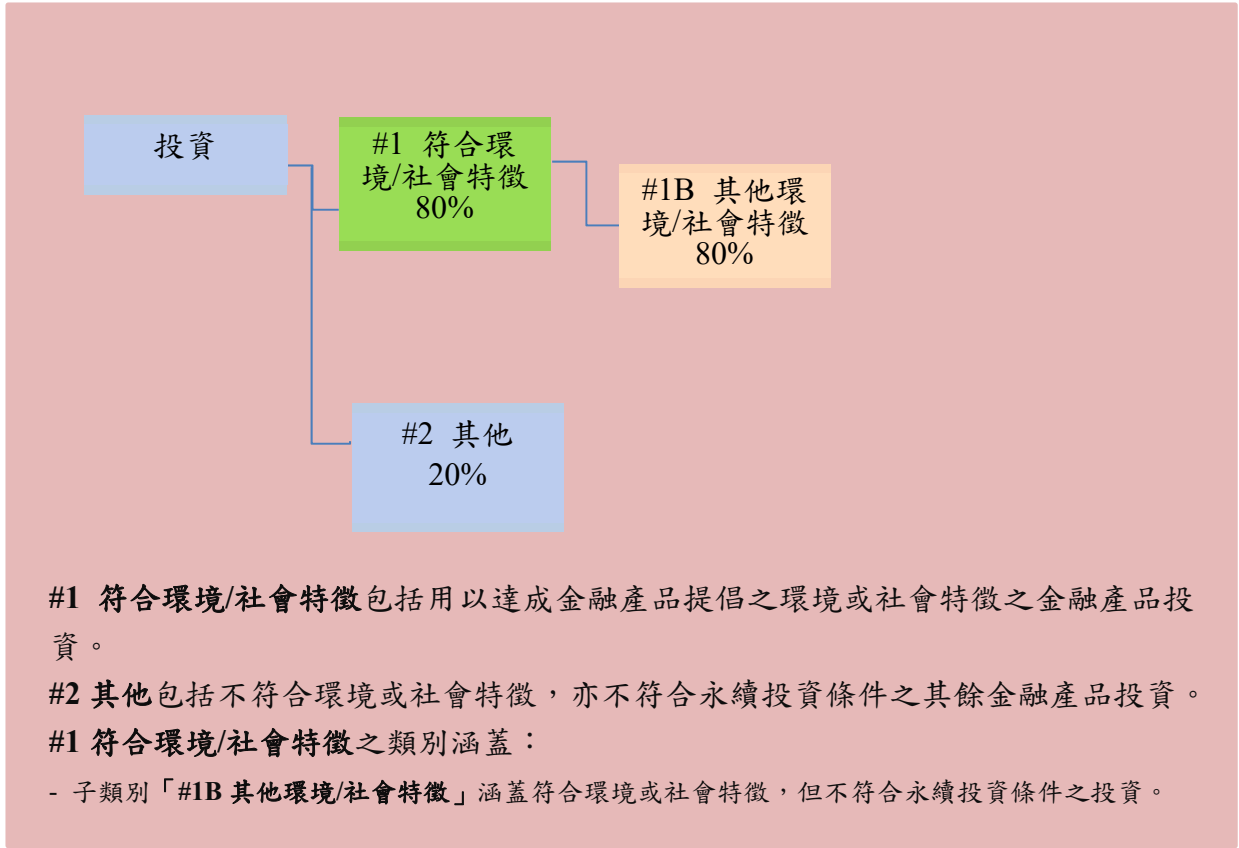 投資
#1 符合環
境/社會特徵
80%
#1B 其他環
境/社會特徵
80%
#2 其他
20%
#1 符合環境/社會特徵包括用以達成金融產品提倡之環境或社會特徵之金融產品投
資。
#2 其他包括不符合環境或社會特徵，亦不符合永續投資條件之其餘金融產品投資。
#1 符合環境/社會特徵之類別涵蓋：
- 子類別「#1B 其他環境/社會特徵」涵蓋符合環境或社會特徵，但不符合永續投資條件之投資。